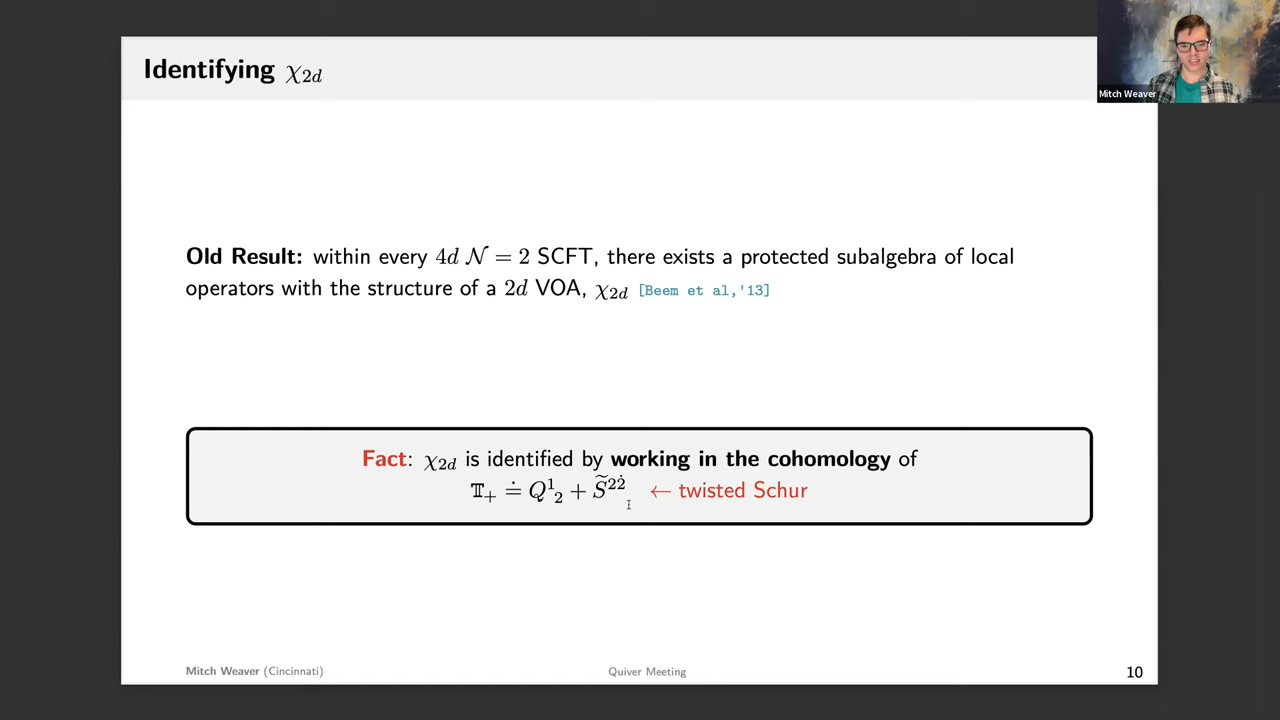 Identifying χ₂d
Mitch Weaver
Old Result: within every 4d 𝒩 = 2 SCFT, there exists a protected subalgebra of local
operators with the structure of a 2d VOA, χ₂d [Beem et al,'13]
Fact: χ₂d is identified by working in the cohomology of
𝕋₊ ≐ Q¹₂ + S̃²²̇ ← twisted Schur
Mitch Weaver (Cincinnati)
Quiver Meeting
10